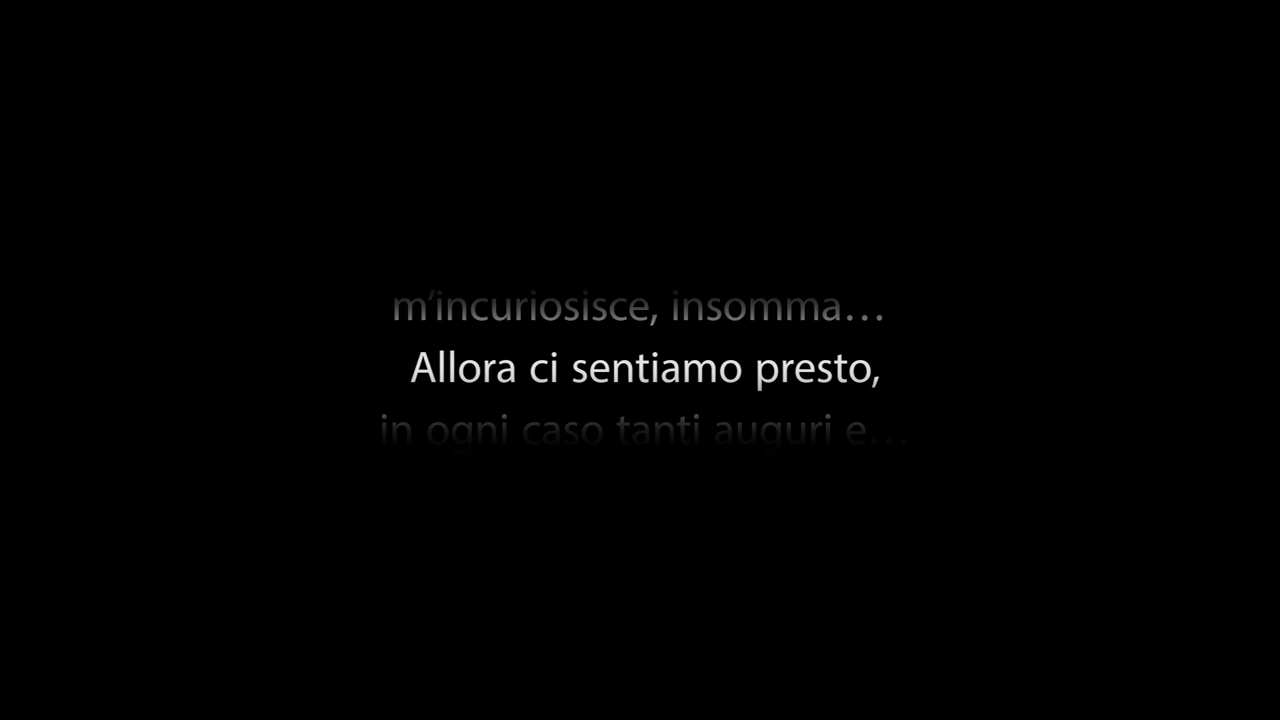 m’incuriosisce, insomma…
Allora ci sentiamo presto,
in ogni caso tanti auguri e…